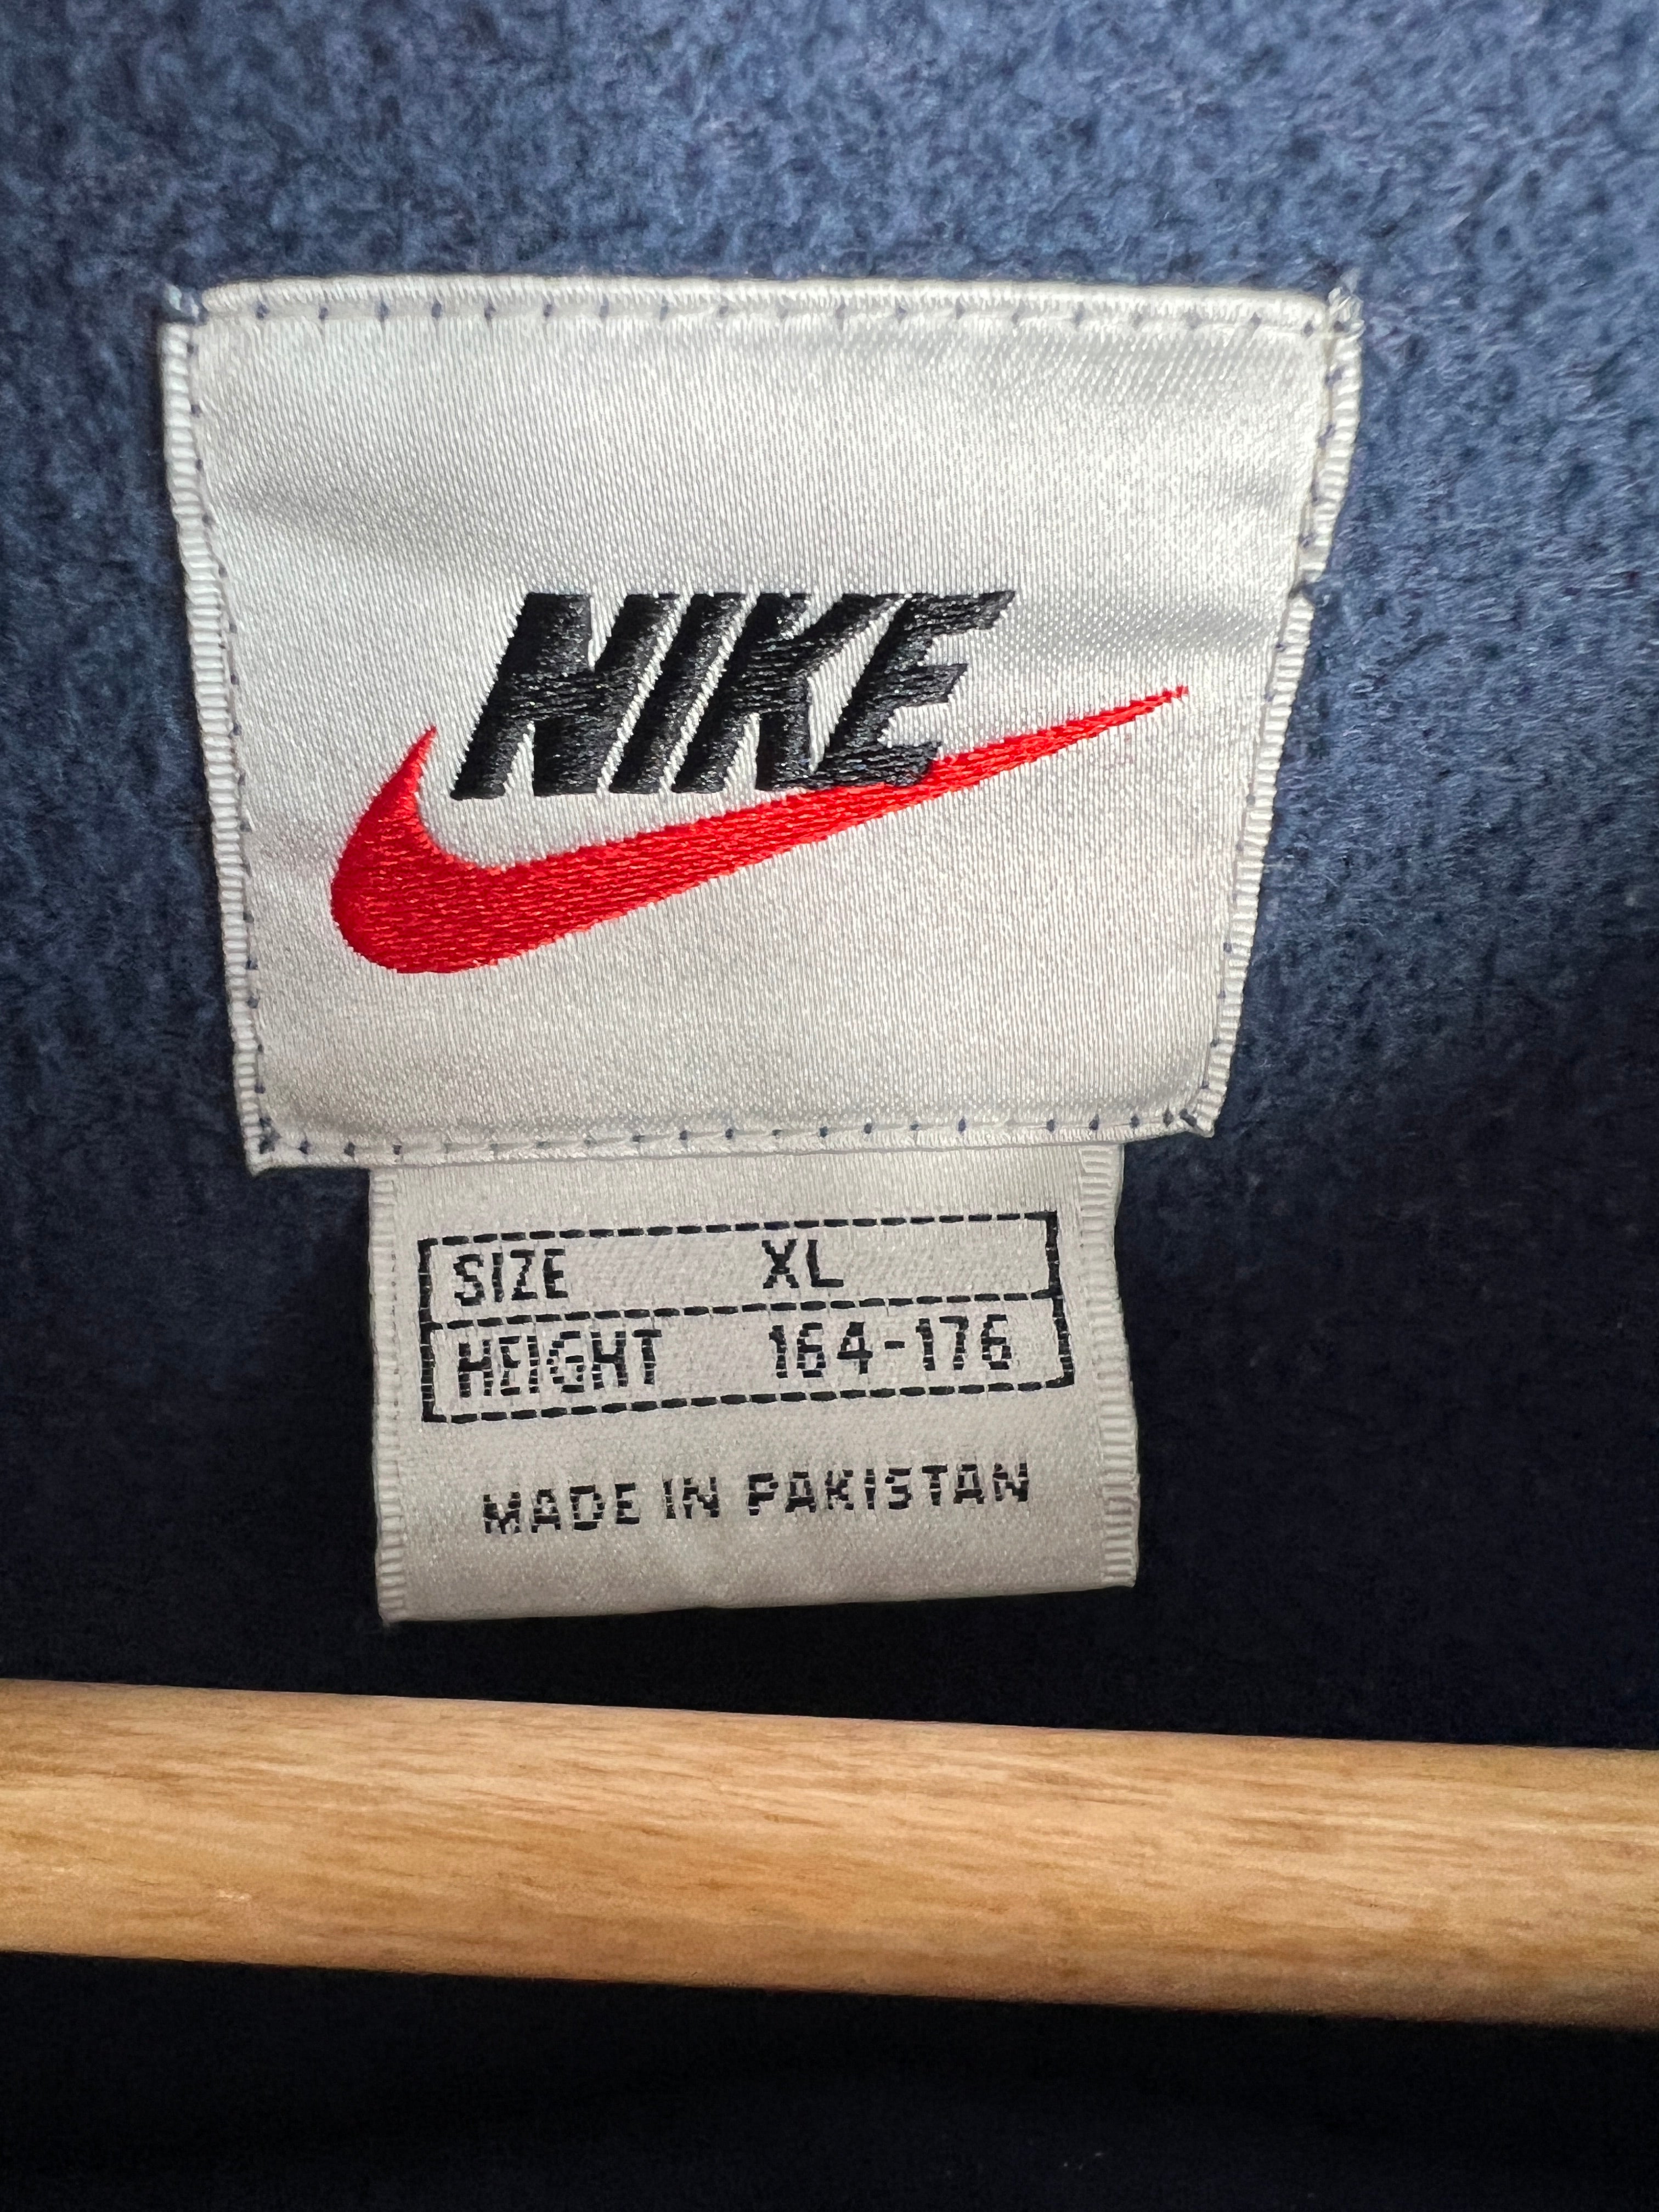 NIKE
SIZE XL
HEIGHT 164-176
MADE IN PAKISTAN